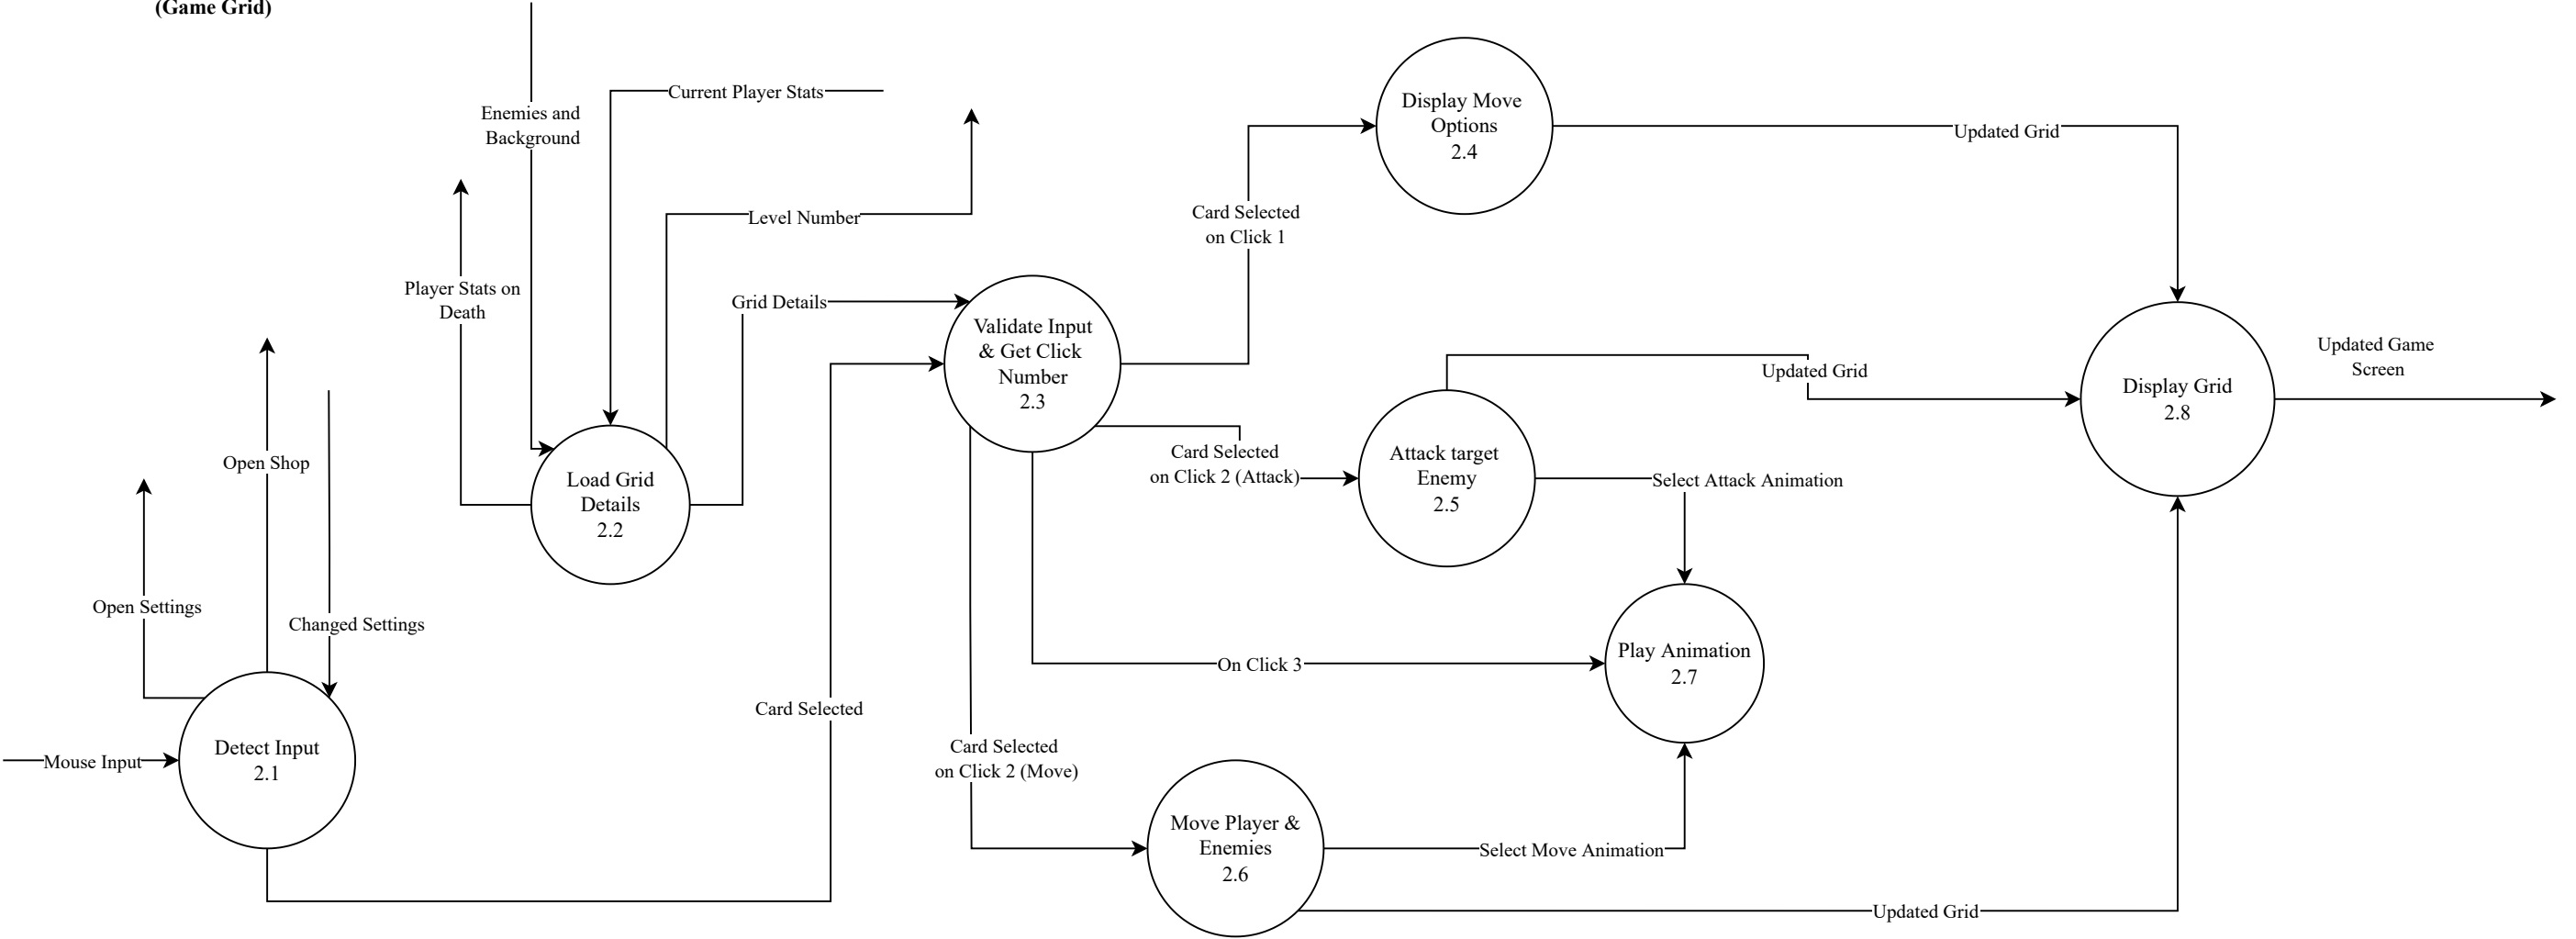 (Game Grid)
Enemies and
Background
Current Player Stats
Level Number
Player Stats on
Death
Grid Details
Load Grid
Details
2.2
Open Shop
Open Settings
Changed Settings
Mouse Input
Detect Input
2.1
Card Selected
Validate Input
& Get Click
Number
2.3
Card Selected
on Click 1
Display Move
Options
2.4
Updated Grid
Card Selected
on Click 2 (Attack)
Attack target
Enemy
2.5
Updated Grid
Select Attack Animation
On Click 3
Play Animation
2.7
Card Selected
on Click 2 (Move)
Move Player &
Enemies
2.6
Select Move Animation
Updated Grid
Display Grid
2.8
Updated Game
Screen